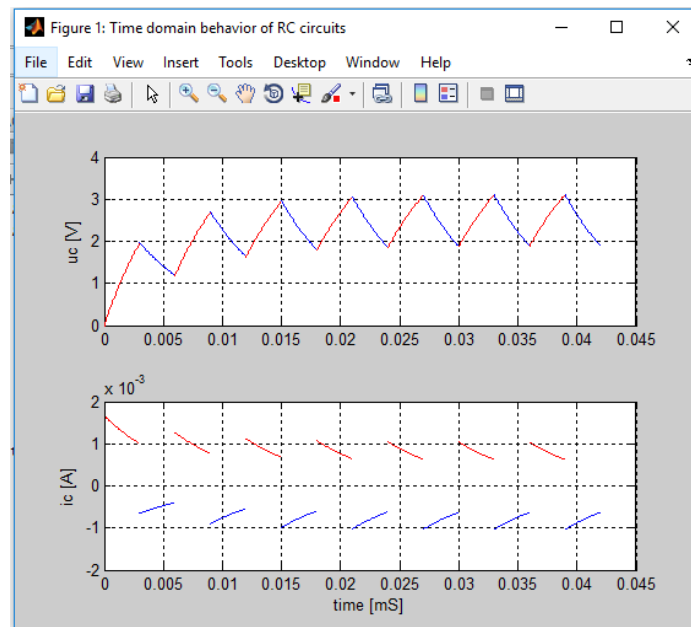 Figure 1: Time domain behavior of RC circuits
File Edit View Insert Tools Desktop Window Help
4
3
2
1
0
uc [V]
0 0.005 0.01 0.015 0.02 0.025 0.03 0.035 0.04 0.045
x 10^-3
2
1
0
-1
-2
ic [A]
0 0.005 0.01 0.015 0.02 0.025 0.03 0.035 0.04 0.045
time [mS]